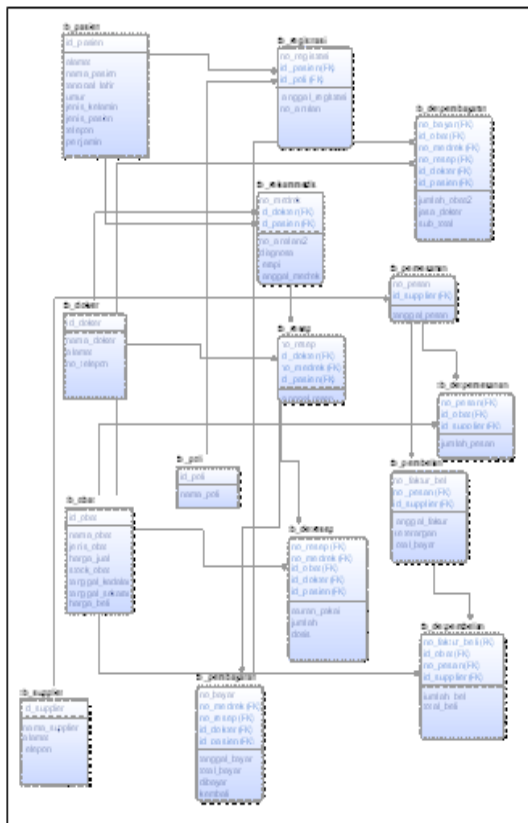 tb_pasien
id_pasien
alamat
nama_pasien
tanggal_lahir
umur
jenis_kelamin
jenis_pasien
telepon
penjamin
tb_registrasi
no_registrasi
id_pasien(FK)
id_poli(FK)
tanggal_registrasi
no_antrian
tb_detpembayaran
no_bayar(FK)
id_obat(FK)
no_medrek(FK)
no_resep(FK)
id_dokter(FK)
id_pasien(FK)
jumlah_obat2
jasa_dokter
sub_total
tb_rekammedik
no_medrek
id_dokter(FK)
id_pasien(FK)
no_antrian2
diagnosa
terapi
tanggal_medrek
tb_pemesanan
no_pesan
id_supplier(FK)
tanggal_pesan
tb_dokter
id_dokter
nama_dokter
alamat
no_telepon
tb_resep
no_resep
id_dokter(FK)
no_medrek(FK)
id_pasien(FK)
tb_detpemesanan
no_pesan(FK)
id_obat(FK)
id_supplier(FK)
jumlah_pesan
tb_poli
id_poli
nama_poli
tb_pembelian
no_faktur_beli
no_pesan(FK)
id_supplier(FK)
tanggal_faktur
keterangan
total_bayar
tb_obat
id_obat
nama_obat
jenis_obat
harga_jual
stock_obat
harga_beli
tb_detresep
no_resep(FK)
no_medrek(FK)
id_obat(FK)
id_dokter(FK)
id_pasien(FK)
aturan_pakai
jumlah
dosis
tb_detpembelian
no_faktur_beli(FK)
id_obat(FK)
no_pesan(FK)
id_supplier(FK)
jumlah_beli
total_beli
tb_supplier
id_supplier
nama_supplier
alamat
telepon
tb_pembayaran
no_bayar
no_medrek(FK)
no_resep(FK)
id_dokter(FK)
id_pasien(FK)
tanggal_bayar
total_bayar
dibayar
kembali